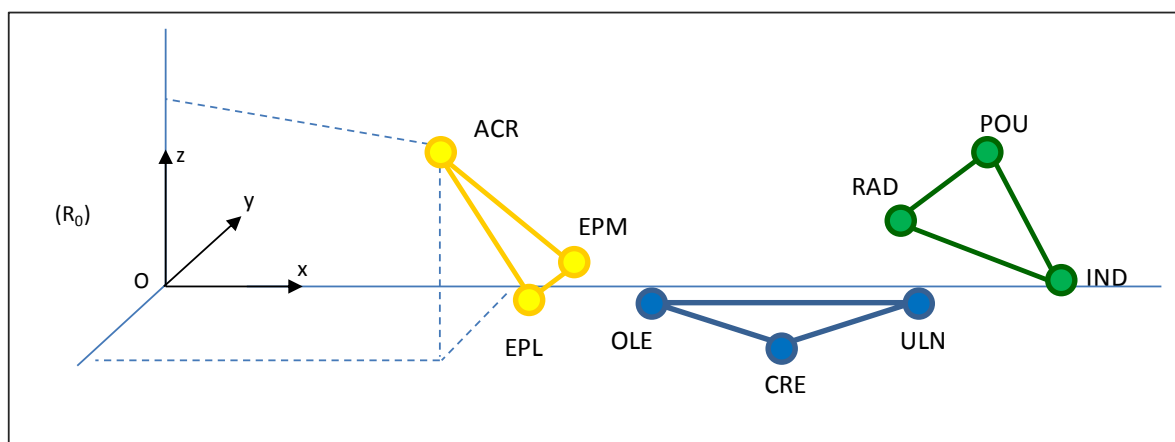 ACR
POU
z
RAD
y
(R₀)
EPM
O
x
IND
EPL
OLE
ULN
CRE